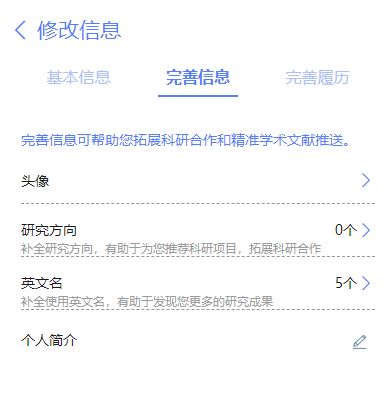 修改信息
基本信息 完善信息 完善履历
完善信息可帮助您拓展科研合作和精准学术文献推送。
头像
研究方向 0个
补全研究方向，有助于为您推荐科研项目，拓展科研合作
英文名 5个
补全使用英文名，有助于发现您更多的研究成果
个人简介